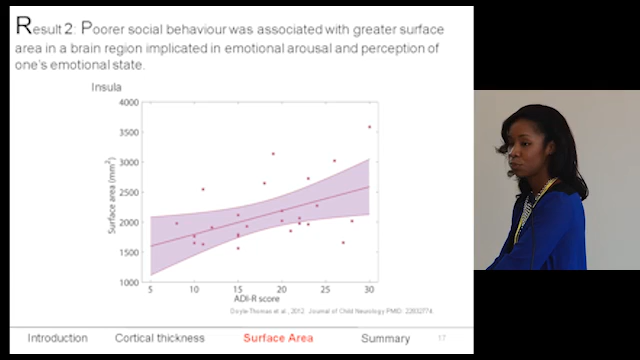 Result 2: Poorer social behaviour was associated with greater surface
area in a brain region implicated in emotional arousal and perception of
one's emotional state.
Insula
4000
3500
3000
2500
2000
1500
1000
Surface area (mm²)
5 10 15 20 25 30
ADI-R score
Doyle-Thomas et al., 2012. Journal of Child Neurology. PMID: 22832774.
Introduction Cortical thickness Surface Area Summary 17